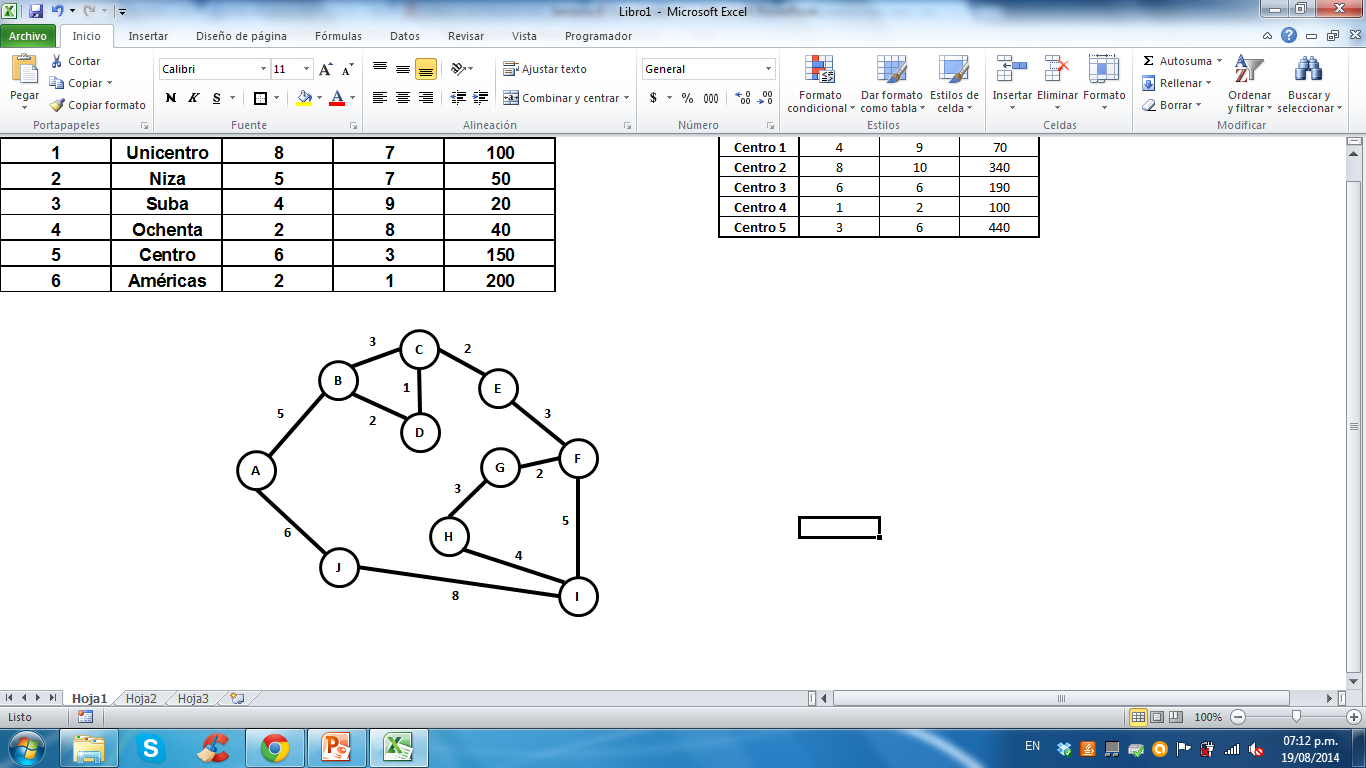 Libro1 - Microsoft Excel
Archivo Inicio Insertar Diseño de página Fórmulas Datos Revisar Vista Programador
Pegar
Cortar
Copiar
Copiar formato
Portapapeles
Calibri 11
N K S
Fuente
Ajustar texto
Combinar y centrar
Alineación
General
$ % 000
Número
Formato condicional
Dar formato como tabla
Estilos de celda
Estilos
Insertar Eliminar Formato
Celdas
Autosuma
Rellenar
Borrar
Ordenar y filtrar
Buscar y seleccionar
Modificar
1 Unicentro 8 7 100
2 Niza 5 7 50
3 Suba 4 9 20
4 Ochenta 2 8 40
5 Centro 6 3 150
6 Américas 2 1 200
Centro 1 4 9 70
Centro 2 8 10 340
Centro 3 6 6 190
Centro 4 1 2 100
Centro 5 3 6 440
3 C 2
B 1 E
5 2 D 3
A G 2 F
3
6 H 5
4
J 8 I
Hoja1 Hoja2 Hoja3
Listo
100%
EN
07:12 p.m.
19/08/2014